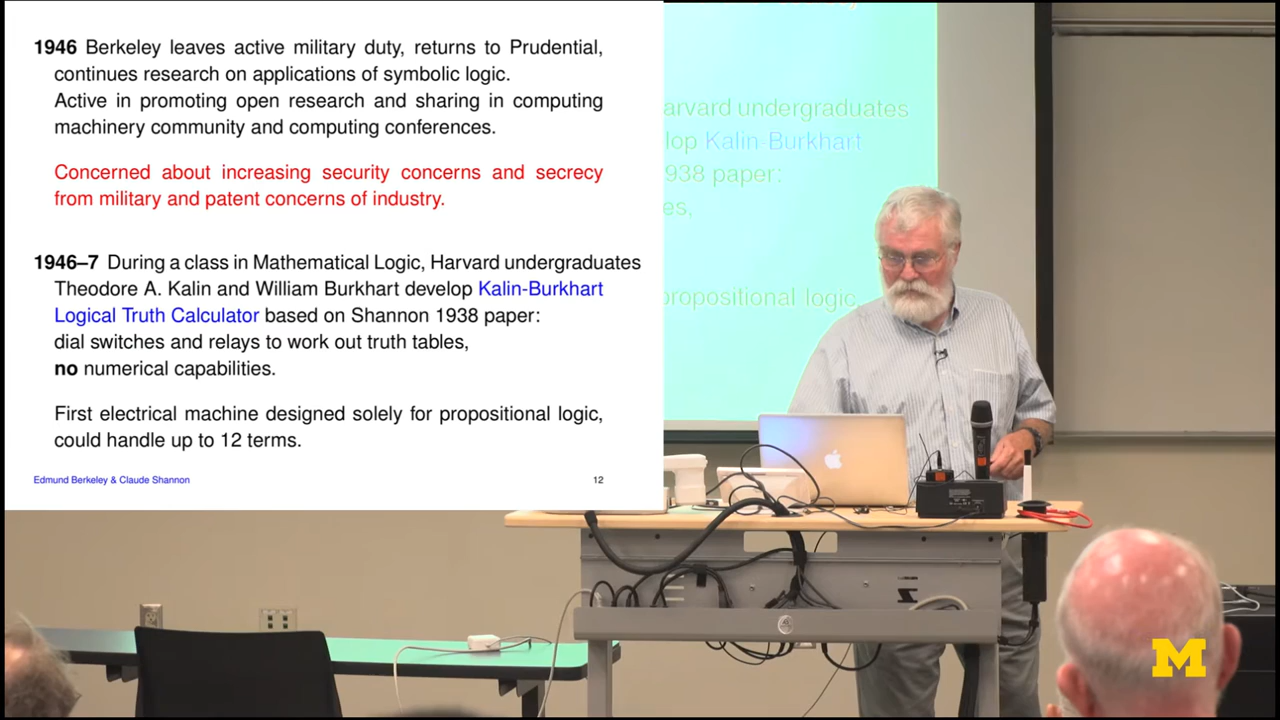 1946 Berkeley leaves active military duty, returns to Prudential,
continues research on applications of symbolic logic.
Active in promoting open research and sharing in computing
machinery community and computing conferences.
Concerned about increasing security concerns and secrecy
from military and patent concerns of industry.
1946–7 During a class in Mathematical Logic, Harvard undergraduates
Theodore A. Kalin and William Burkhart develop Kalin-Burkhart
Logical Truth Calculator based on Shannon 1938 paper:
dial switches and relays to work out truth tables,
no numerical capabilities.
First electrical machine designed solely for propositional logic,
could handle up to 12 terms.
Edmund Berkeley & Claude Shannon 12
arvard undergraduates
lop Kalin-Burkhart
938 paper:
es,
propositional logic,
M